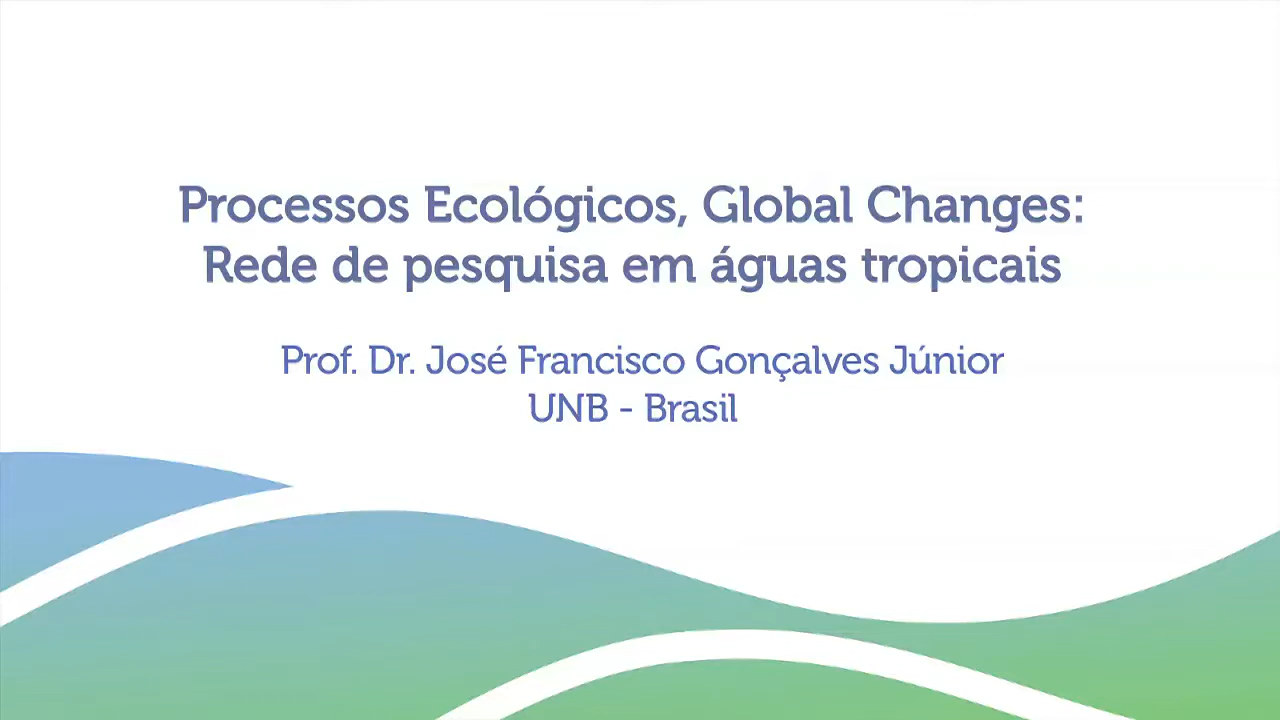 Processos Ecológicos, Global Changes:
Rede de pesquisa em águas tropicais
Prof. Dr. José Francisco Gonçalves Júnior
UNB - Brasil